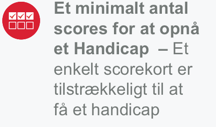 Et minimalt antal
scores for at opnå
et Handicap – Et
enkelt scorekort er
tilstrækkeligt til at
få et handicap